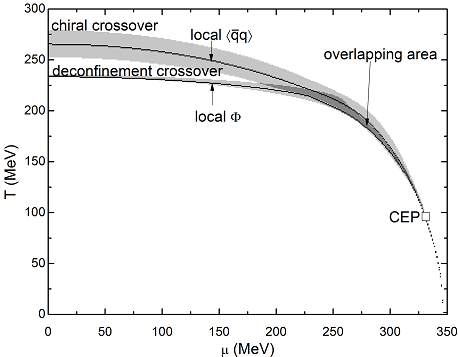 300
250
200
150
100
50
0
T (MeV)
chiral crossover
local ⟨q̄q⟩
overlapping area
deconfinement crossover
local Φ
CEP
0 50 100 150 200 250 300 350
μ (MeV)